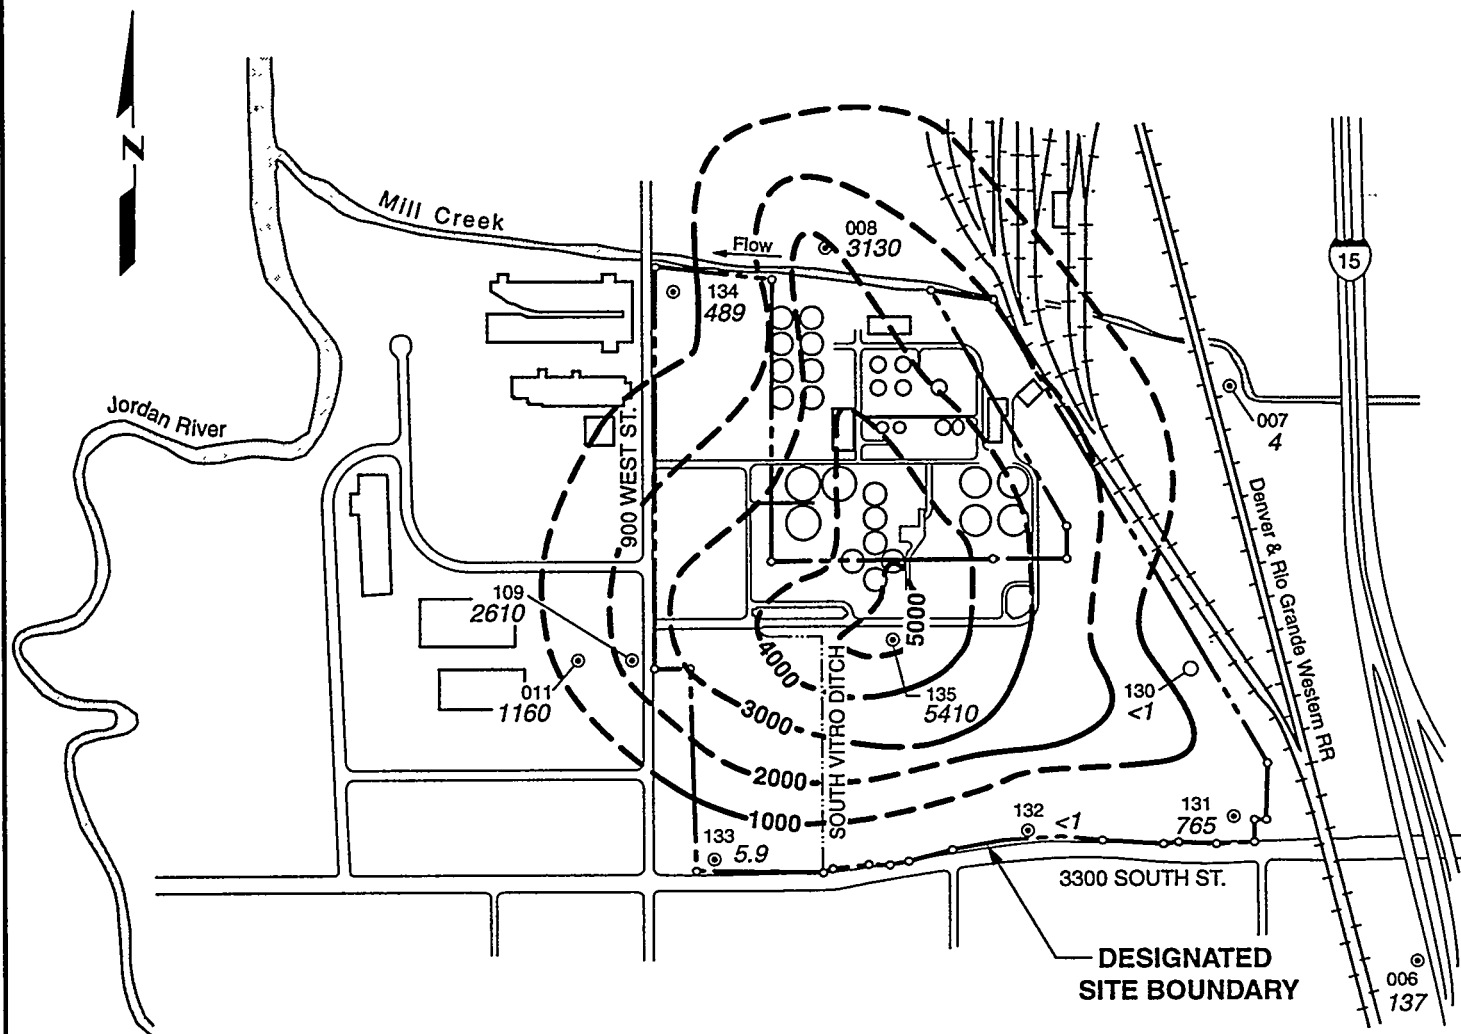 N
Mill Creek
Flow
008
3130
15
134
489
Jordan River
900 WEST ST.
007
4
Denver & Rio Grande Western RR
109
2610
5000
4000
SOUTH VITRO DITCH
011
1160
135
5410
130
<1
3000
2000
1000
133
5.9
132
<1
131
765
3300 SOUTH ST.
DESIGNATED
SITE BOUNDARY
006
137